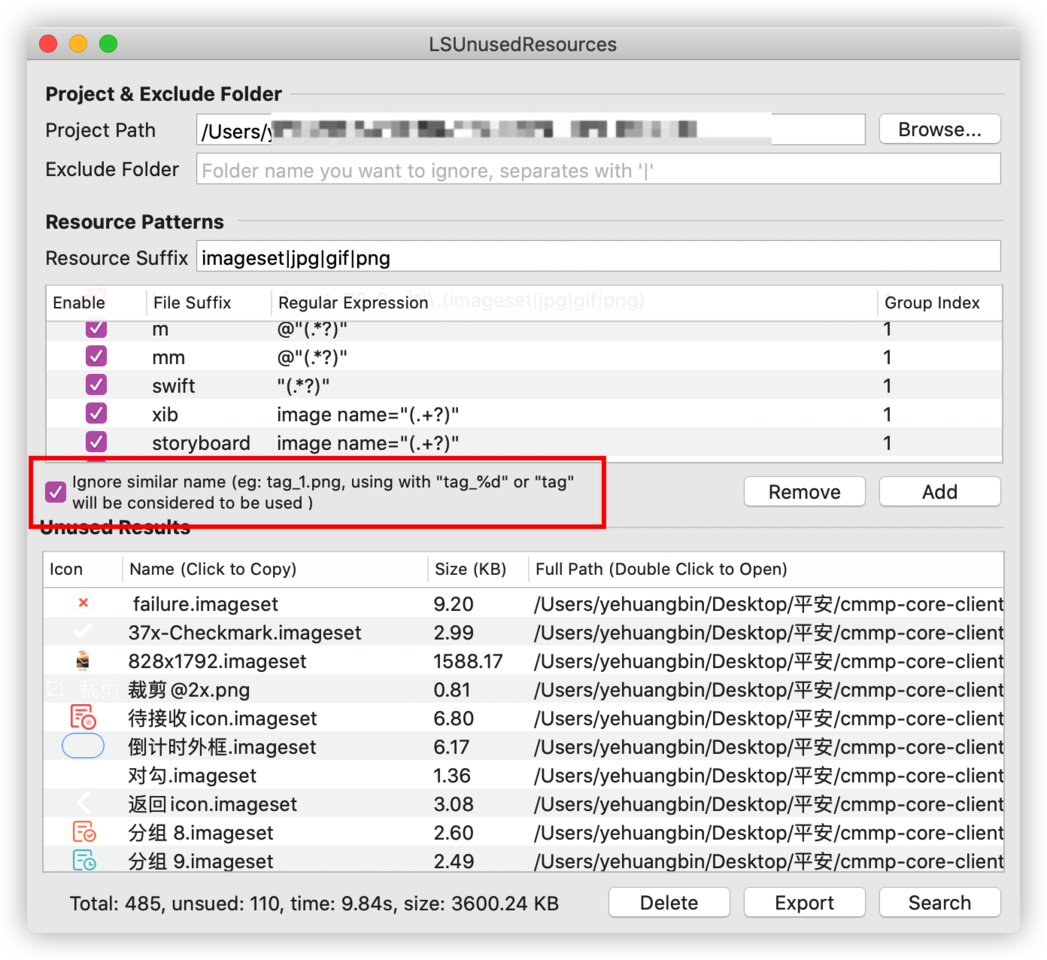 LSUnusedResources
Project & Exclude Folder
Project Path /Users/y Browse...
Exclude Folder Folder name you want to ignore, separates with '|'
Resource Patterns
Resource Suffix imageset|jpg|gif|png
Enable File Suffix Regular Expression Group Index
m @"(.*?)" 1
mm @"(.*?)" 1
swift "(.*?)" 1
xib image name="(.+?)" 1
storyboard image name="(.+?)" 1
Ignore similar name (eg: tag_1.png, using with "tag_%d" or "tag"
will be considered to be used )
Remove Add
Unused Results
Icon Name (Click to Copy) Size (KB) Full Path (Double Click to Open)
failure.imageset 9.20 /Users/yehuangbin/Desktop/平安/cmmp-core-client
37x-Checkmark.imageset 2.99 /Users/yehuangbin/Desktop/平安/cmmp-core-client
828x1792.imageset 1588.17 /Users/yehuangbin/Desktop/平安/cmmp-core-client
裁剪 裁剪@2x.png 0.81 /Users/yehuangbin/Desktop/平安/cmmp-core-client
待接收icon.imageset 6.80 /Users/yehuangbin/Desktop/平安/cmmp-core-client
倒计时外框.imageset 6.17 /Users/yehuangbin/Desktop/平安/cmmp-core-client
对勾.imageset 1.36 /Users/yehuangbin/Desktop/平安/cmmp-core-client
返回icon.imageset 3.08 /Users/yehuangbin/Desktop/平安/cmmp-core-client
分组 8.imageset 2.60 /Users/yehuangbin/Desktop/平安/cmmp-core-client
分组 9.imageset 2.49 /Users/yehuangbin/Desktop/平安/cmmp-core-client
Total: 485, unsued: 110, time: 9.84s, size: 3600.24 KB Delete Export Search